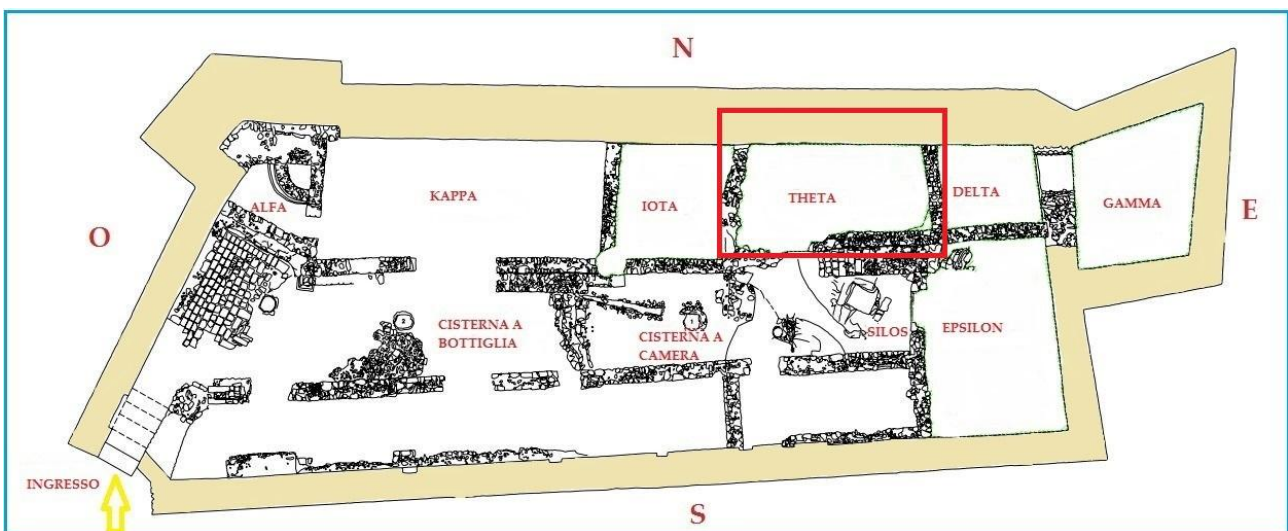 N
KAPPA
ALFA
IOTA
THETA
DELTA
GAMMA
O
E
CISTERNA A
BOTTIGLIA
CISTERNA A
CAMERA
SILOS
EPSILON
INGRESSO
S